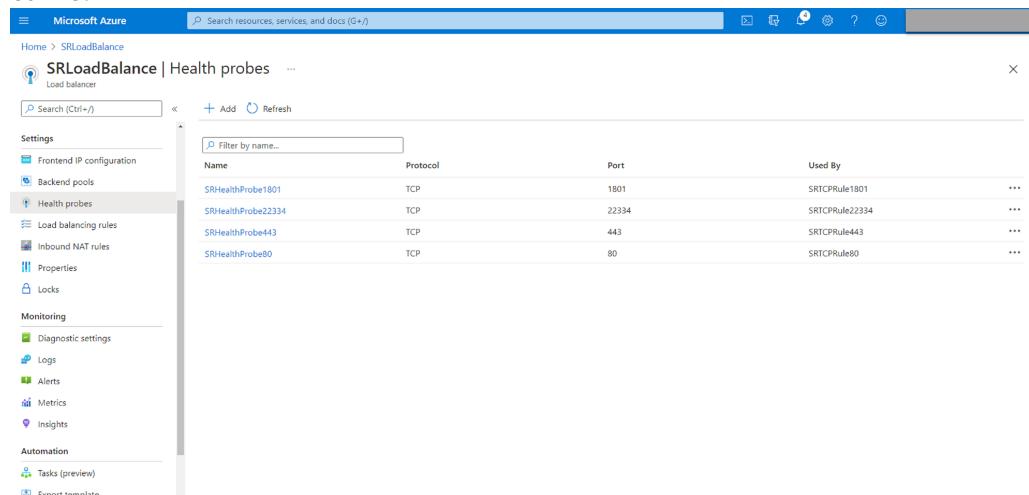 Microsoft Azure
Search resources, services, and docs (G+/)
4
Home > SRLoadBalance
SRLoadBalance | Health probes ...
Load balancer
Search (Ctrl+/)
«
+ Add Refresh
Settings
Filter by name...
Frontend IP configuration
Name Protocol Port Used By
Backend pools
SRHealthProbe1801 TCP 1801 SRTCPRule1801 ...
Health probes
SRHealthProbe22334 TCP 22334 SRTCPRule22334 ...
Load balancing rules
SRHealthProbe443 TCP 443 SRTCPRule443 ...
Inbound NAT rules
SRHealthProbe80 TCP 80 SRTCPRule80 ...
Properties
Locks
Monitoring
Diagnostic settings
Logs
Alerts
Metrics
Insights
Automation
Tasks (preview)
Export template